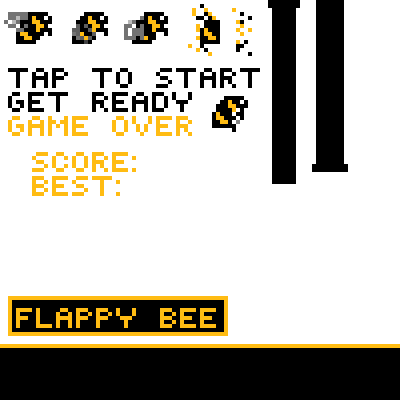 TAP TO START
GET READY
GAME OVER
SCORE:
BEST:
FLAPPY BEE